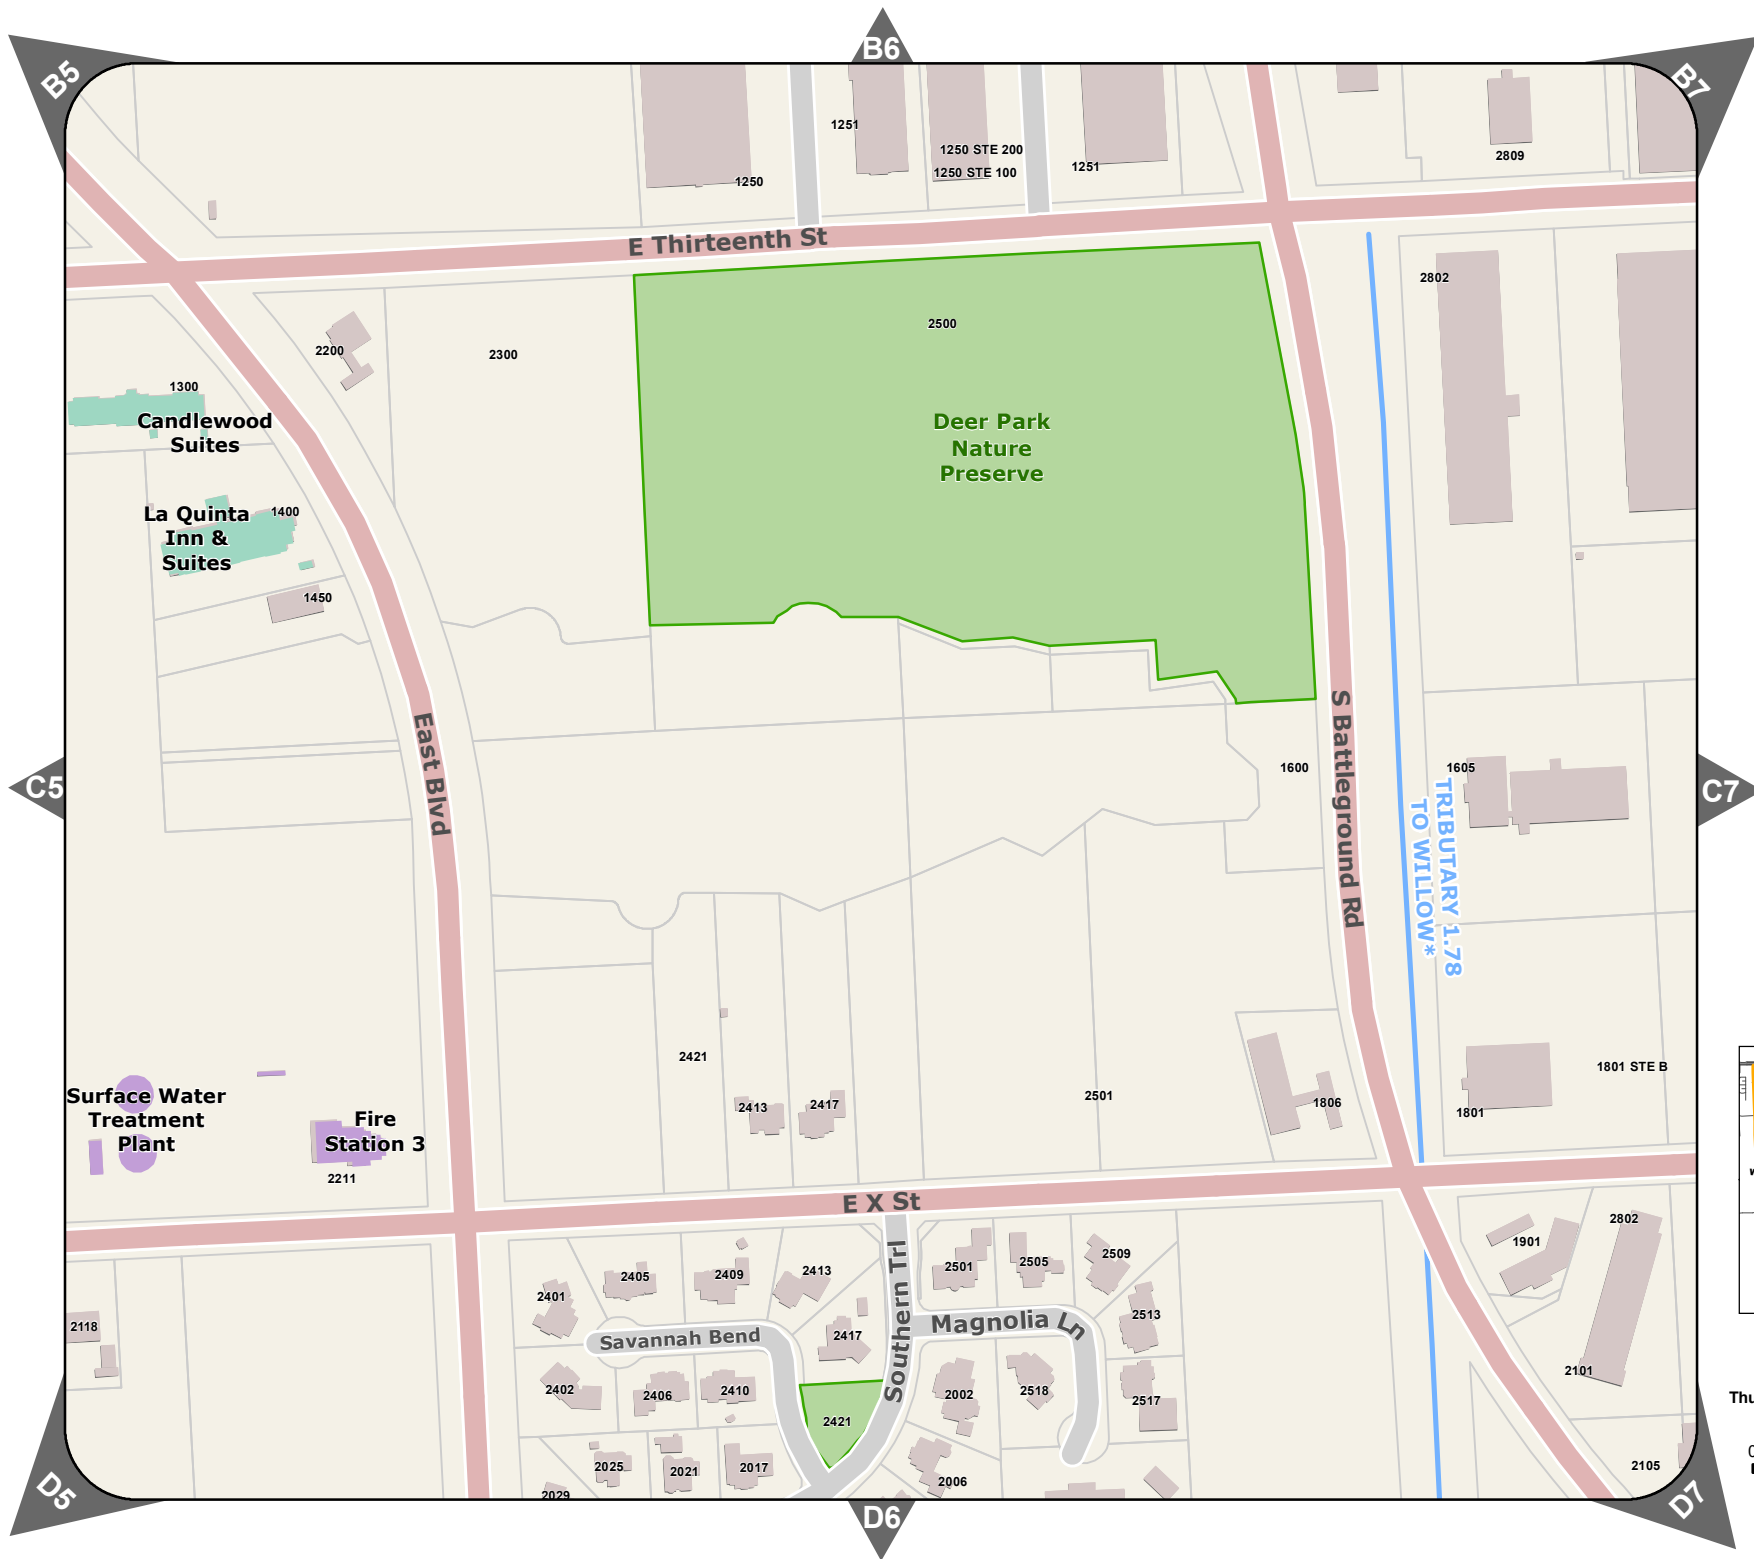 B5
B6
B7
1251
1250 STE 200
1250 STE 100
1251
1250
2809
E Thirteenth St
2802
2500
2200
2300
1300
Candlewood
Suites
Deer Park
Nature
Preserve
La Quinta
Inn &
Suites
1400
1450
East Blvd
S Battleground Rd
C5
C7
1600
1605
TRIBUTARY 1.78
TO WILLOW*
2421
2413
2417
2501
1806
1801 STE B
1801
Surface Water
Treatment
Plant
Fire
Station 3
2211
E X St
2802
1901
2101
2105
2118
2401
2405
2409
2413
2417
Savannah Bend
Southern Trl
Magnolia Ln
2501
2505
2509
2513
2517
2518
2002
2006
2402
2406
2410
2421
2025
2021
2017
2029
Thu
D5
D6
D7